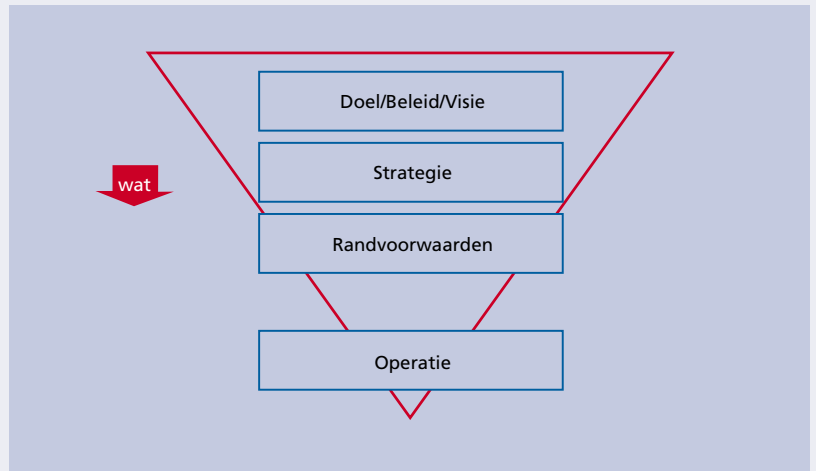 Doel/Beleid/Visie
Strategie
wat
Randvoorwaarden
Operatie